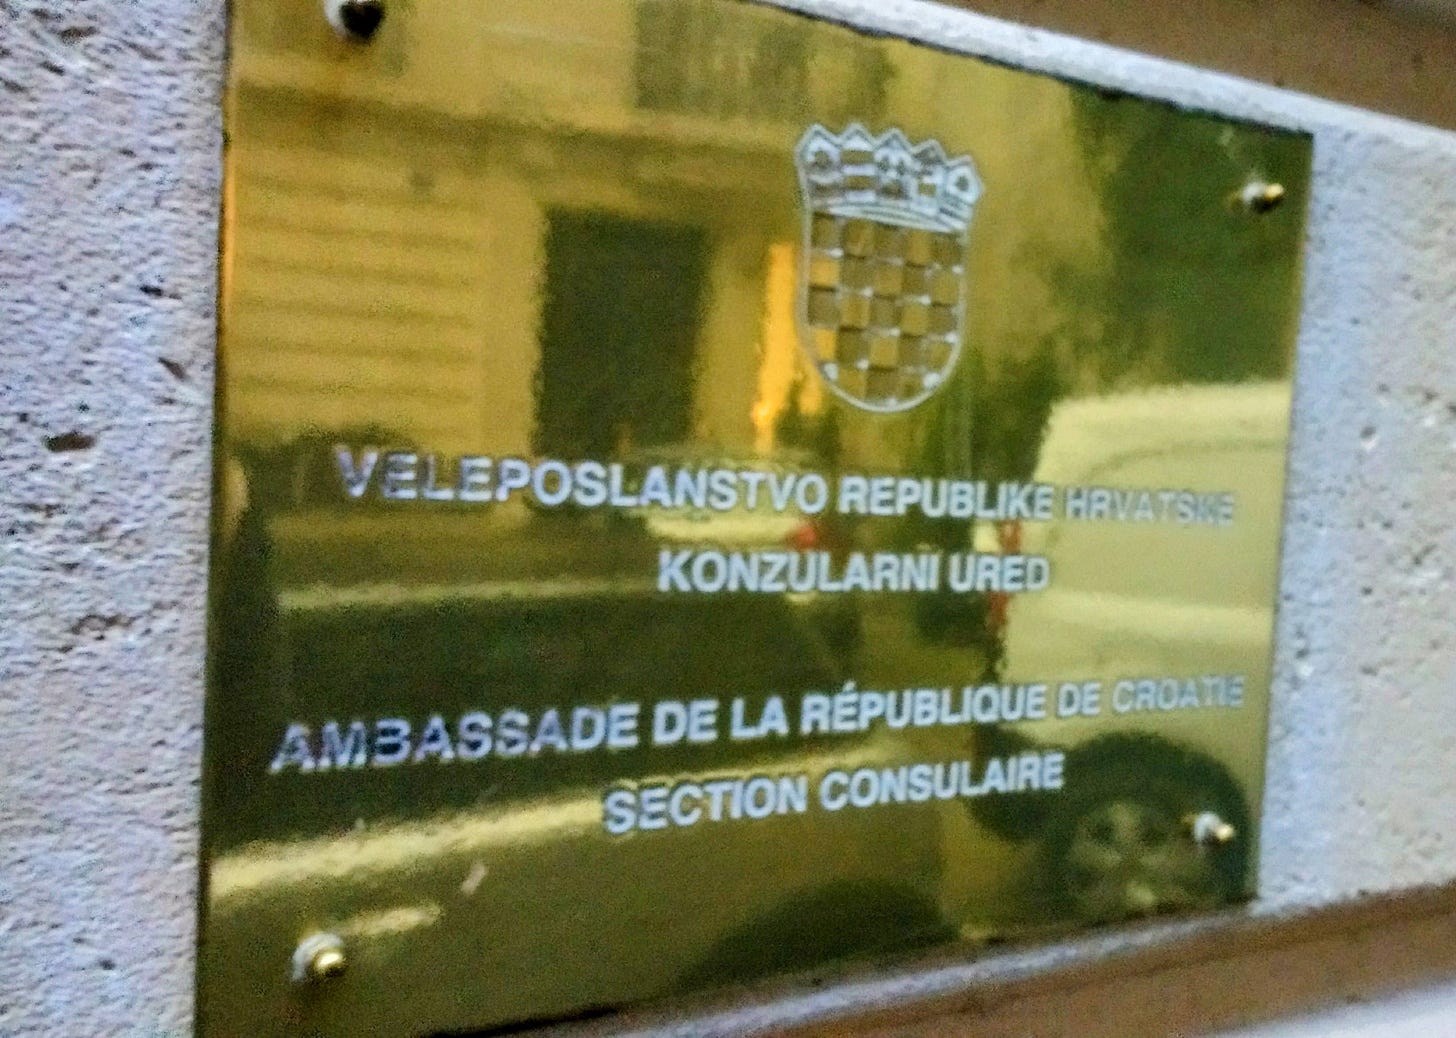 VELEPOSLANSTVO REPUBLIKE HRVATSKE
KONZULARNI URED
AMBASSADE DE LA RÉPUBLIQUE DE CROATIE
SECTION CONSULAIRE